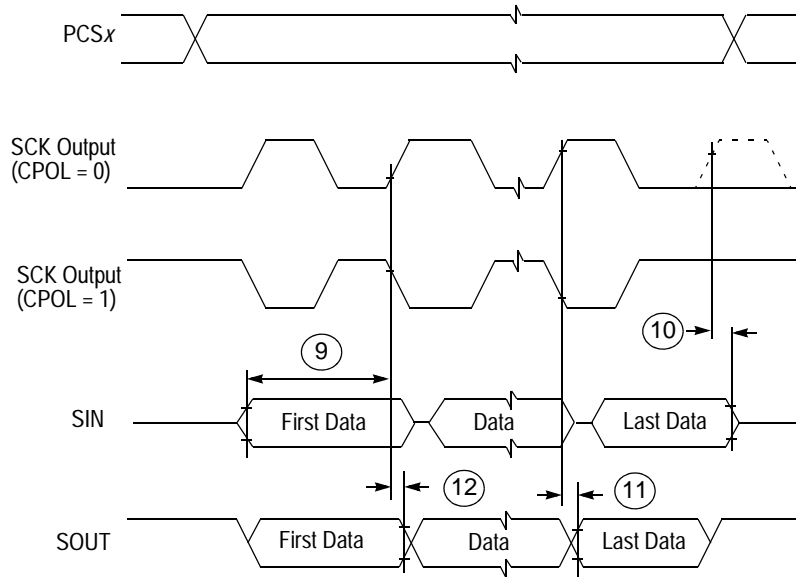 PCSx
SCK Output
(CPOL = 0)
SCK Output
(CPOL = 1)
9
10
SIN
First Data
Data
Last Data
12
11
SOUT
First Data
Data
Last Data